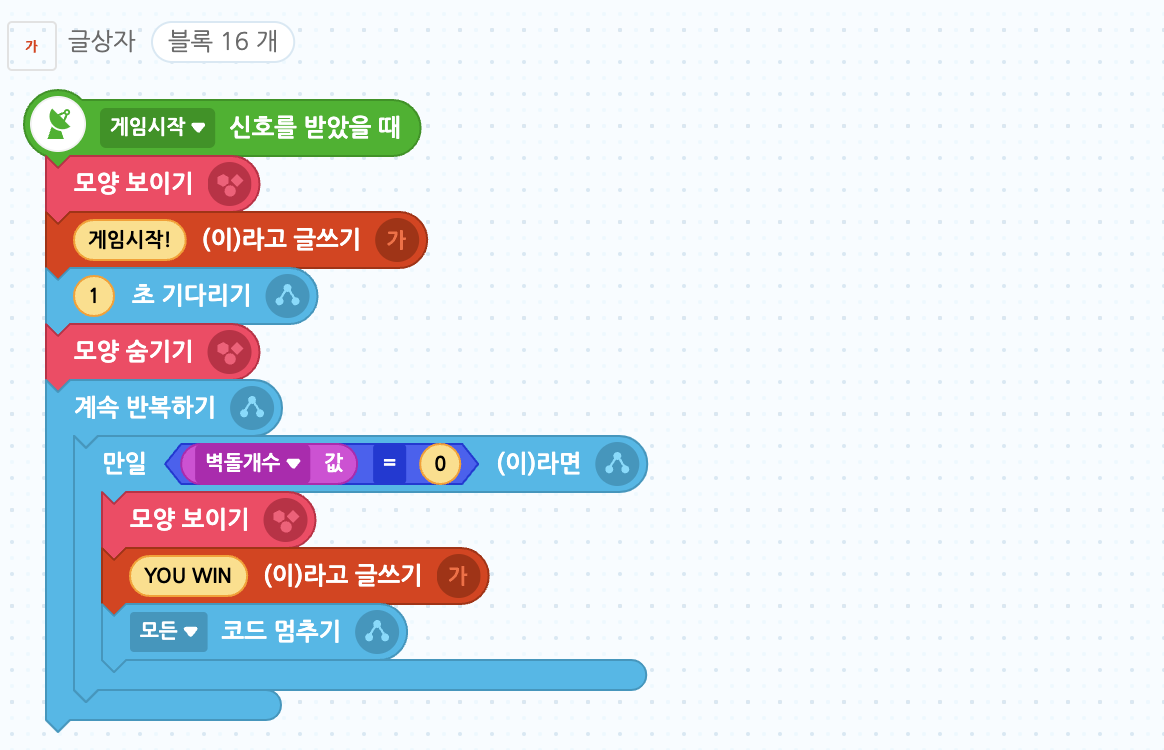 가 글상자 블록 16 개
게임시작 신호를 받았을 때
모양 보이기
게임시작! (이)라고 글쓰기 가
1 초 기다리기
모양 숨기기
계속 반복하기
만일 벽돌개수 값 = 0 (이)라면
모양 보이기
YOU WIN (이)라고 글쓰기 가
모든 코드 멈추기